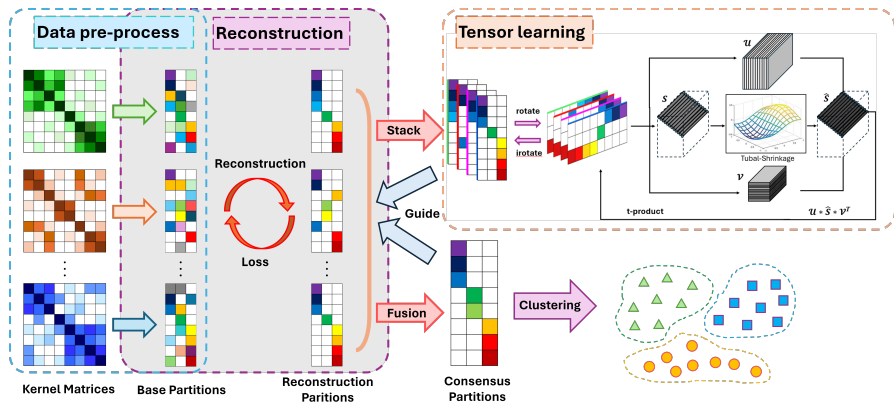 Data pre-process
Reconstruction
Tensor learning
Stack
rotate
irotate
S
U
Ŝ
Tubal-Shrinkage
V
t-product
U * Ŝ * Vᵀ
Reconstruction
Loss
Guide
Fusion
Clustering
Kernel Matrices
Base Partitions
Reconstruction
Paritions
Consensus
Partitions